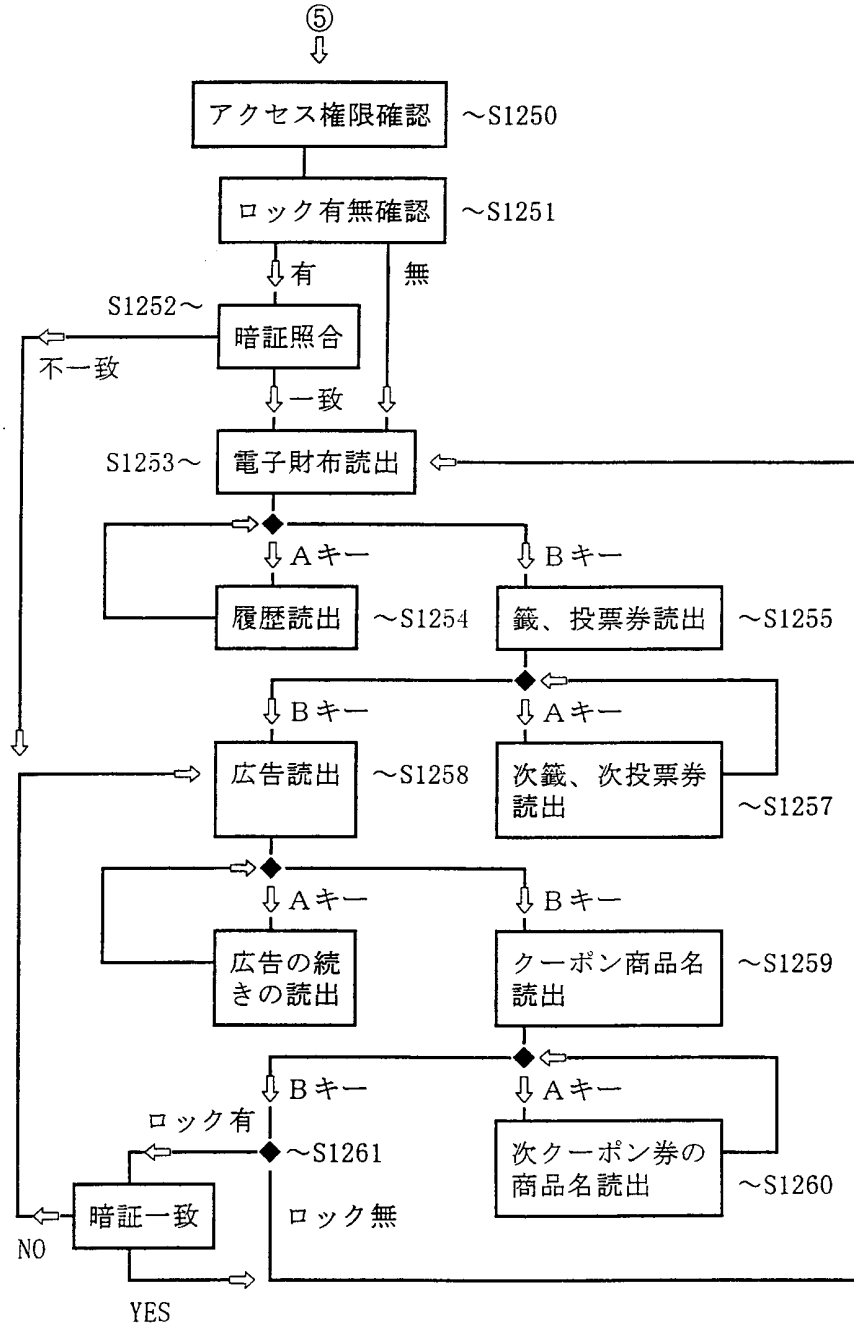 ⑤
アクセス権限確認 ～S1250
ロック有無確認 ～S1251
有 無
S1252～
暗証照合
不一致
一致
S1253～ 電子財布読出
Aキー Bキー
履歴読出 ～S1254 籤、投票券読出 ～S1255
Bキー Aキー
広告読出 ～S1258 次籤、次投票券
読出 ～S1257
Aキー Bキー
広告の続
きの読出
クーポン商品名 ～S1259
読出
Bキー Aキー
ロック有
～S1261
次クーポン券の
商品名読出 ～S1260
暗証一致
ロック無
NO
YES